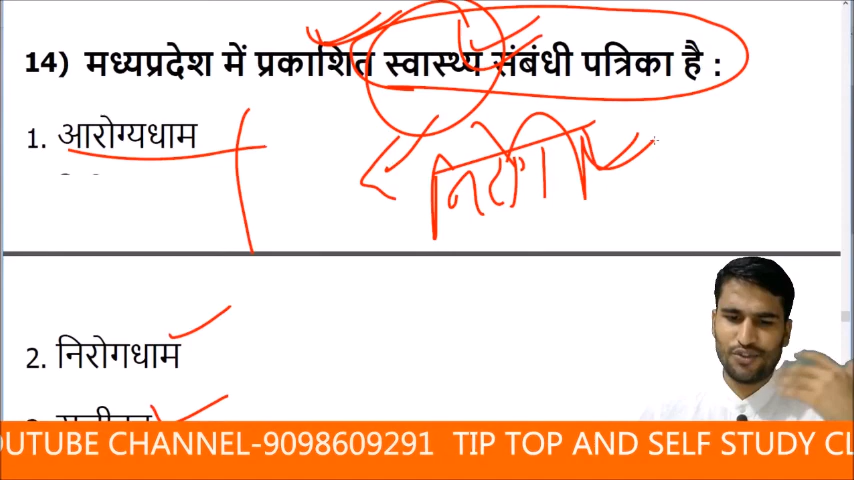 14) मध्यप्रदेश में प्रकाशित स्वास्थ्य संबंधी पत्रिका है :
1. आरोग्यधाम
निरोगी
2. निरोगधाम
OUTUBE CHANNEL-9098609291 TIP TOP AND SELF STUDY CL